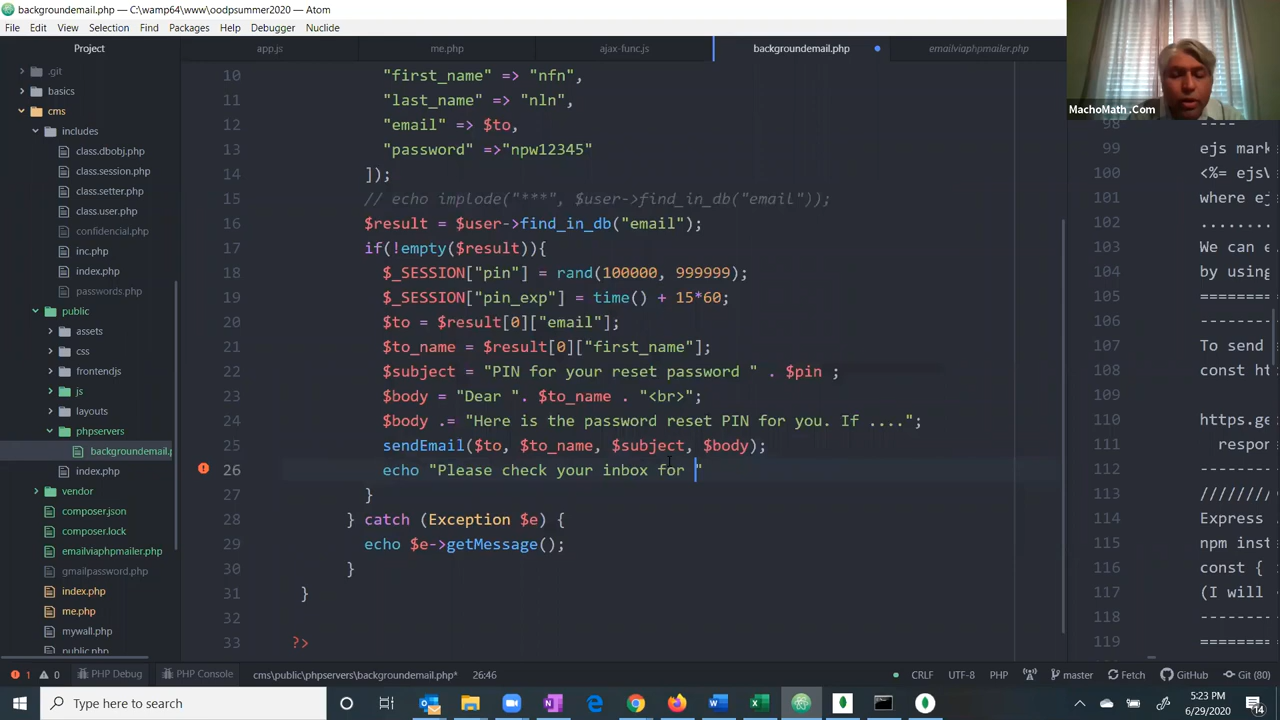 backgroundemail.php — C:\wamp64\www\oodpsummer2020 — Atom
File Edit View Selection Find Packages Help Debugger Nuclide
Project
app.js
me.php
ajax-func.js
backgroundemail.php
emailviaphpmailer.php
.git
basics
cms
includes
class.dbobj.php
class.session.php
class.setter.php
class.user.php
confidencial.php
inc.php
index.php
passwords.php
public
assets
css
frontendjs
js
layouts
phpservers
backgroundemail.p
index.php
vendor
composer.json
composer.lock
emailviaphpmailer.php
gmailpassword.php
index.php
me.php
mywall.php
public.php
10 "first_name" => "nfn",
11 "last_name" => "nln",
12 "email" => $to,
13 "password" =>"npw12345"
14 ]);
15 // echo implode("***", $user->find_in_db("email"));
16 $result = $user->find_in_db("email");
17 if(!empty($result)){
18 $_SESSION["pin"] = rand(100000, 999999);
19 $_SESSION["pin_exp"] = time() + 15*60;
20 $to = $result[0]["email"];
21 $to_name = $result[0]["first_name"];
22 $subject = "PIN for your reset password " . $pin ;
23 $body = "Dear ". $to_name . "<br>";
24 $body .= "Here is the password reset PIN for you. If ....";
25 sendEmail($to, $to_name, $subject, $body);
26 echo "Please check your inbox for "
27 }
28 } catch (Exception $e) {
29 echo $e->getMessage();
30 }
31 }
32
33 ?>
MachoMath .Com
98 ----
99 ejs mark
100 <%= ejsV
101 where ej
102 ........
103 We can e
104 by using
105 ========
106 --------
107 To send
108 const ht
109
110 https.ge
111 respon
112 --------
113 ////////
114 Express
115 npm inst
116 const {
117 (I will
118 --------
119 ========
1 0 PHP Debug PHP Console cms\public\phpservers\backgroundemail.php* 26:46
CRLF UTF-8 PHP master Fetch GitHub Git (80)
Type here to search
5:23 PM
6/29/2020
14